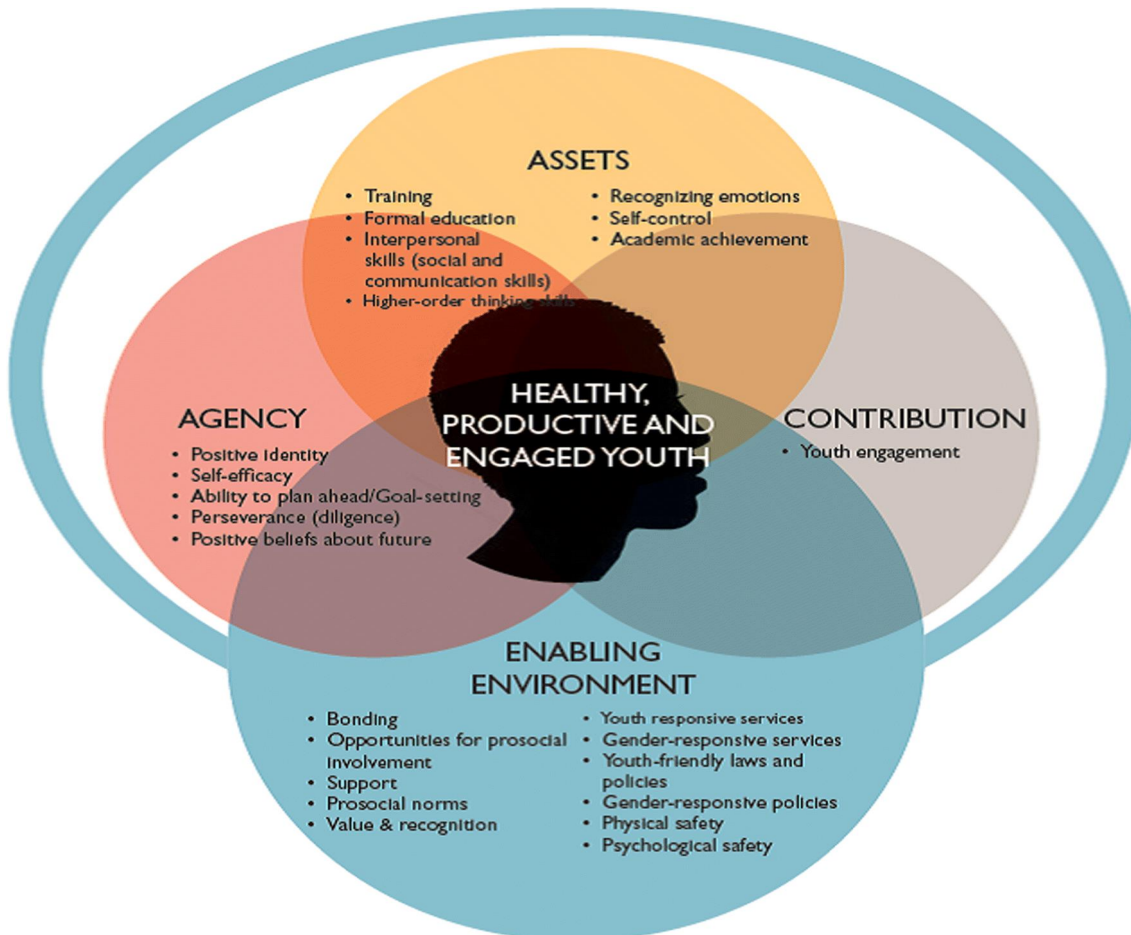 ASSETS
• Training
• Formal education
• Interpersonal
skills (social and
communication skills)
• Higher-order thinking skills
• Recognizing emotions
• Self-control
• Academic achievement
HEALTHY,
PRODUCTIVE AND
ENGAGED YOUTH
AGENCY
• Positive identity
• Self-efficacy
• Ability to plan ahead/Goal-setting
• Perseverance (diligence)
• Positive beliefs about future
CONTRIBUTION
• Youth engagement
ENABLING
ENVIRONMENT
• Bonding
• Opportunities for prosocial
involvement
• Support
• Prosocial norms
• Value & recognition
• Youth responsive services
• Gender-responsive services
• Youth-friendly laws and
policies
• Gender-responsive policies
• Physical safety
• Psychological safety